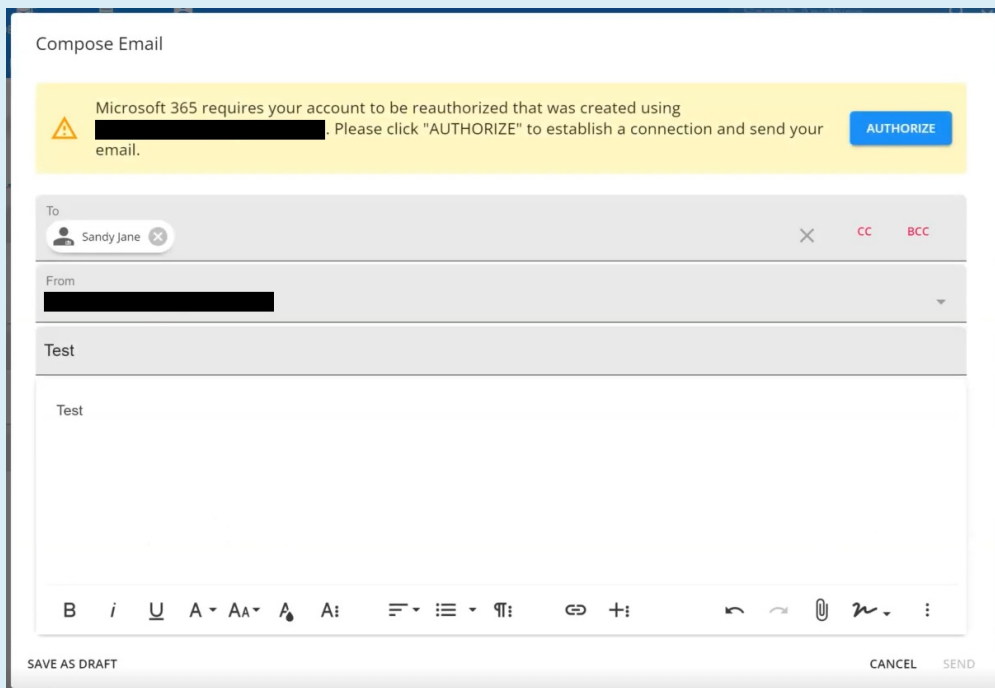 Compose Email
Microsoft 365 requires your account to be reauthorized that was created using
. Please click "AUTHORIZE" to establish a connection and send your
email.
AUTHORIZE
To
Sandy Jane
CC BCC
From
Test
Test
SAVE AS DRAFT
CANCEL SEND